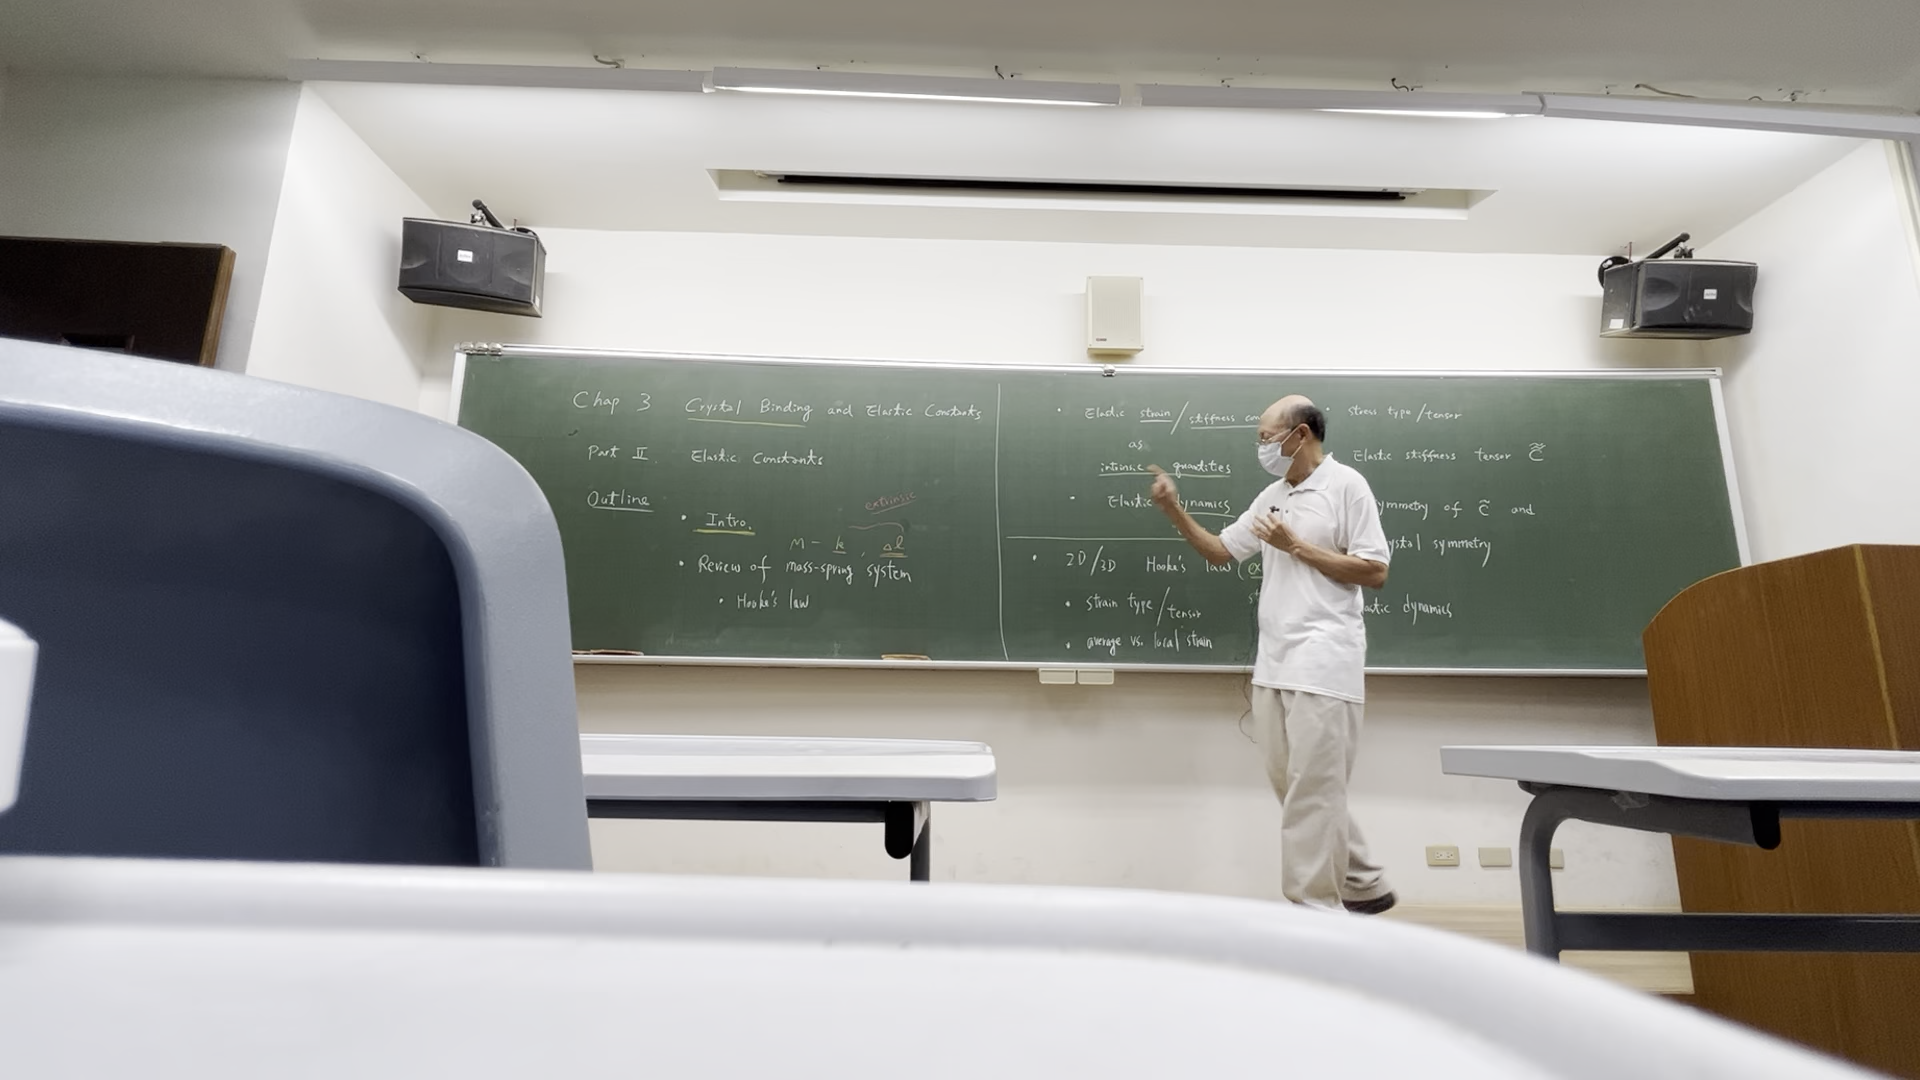 Chap 3 Crystal Binding and Elastic Constants
Part II. Elastic Constants
Outline
• Intro.
extrinsic
M - k , Δl
• Review of mass-spring system
• Hooke's law
• Elastic strain / stiffness
as
intrinsic quantities
• Elastic dynamics
• 2D/3D Hooke's law
• strain type / tensor
• average vs. local strain
• stress type / tensor
Elastic stiffness tensor C̃
symmetry of C̃ and
crystal symmetry
dynamics